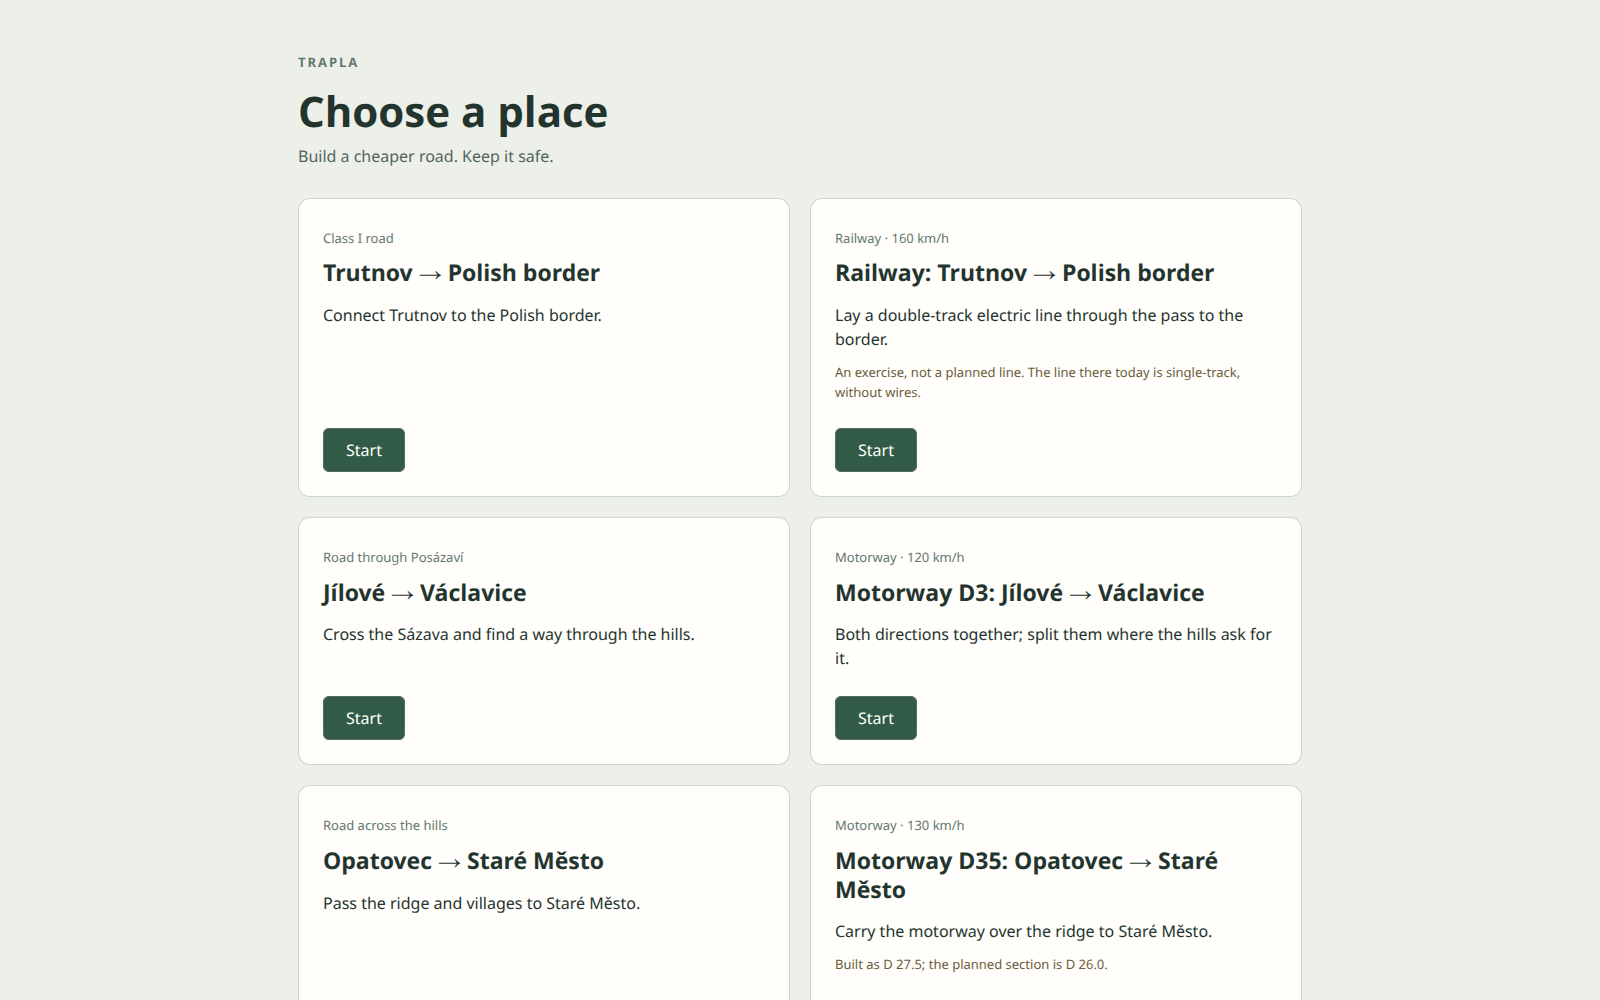 TRAPLA
Choose a place
Build a cheaper road. Keep it safe.
Class I road
Trutnov → Polish border
Connect Trutnov to the Polish border.
Start
Railway · 160 km/h
Railway: Trutnov → Polish border
Lay a double-track electric line through the pass to the
border.
An exercise, not a planned line. The line there today is single-track,
without wires.
Start
Road through Posázaví
Jílové → Václavice
Cross the Sázava and find a way through the hills.
Start
Motorway · 120 km/h
Motorway D3: Jílové → Václavice
Both directions together; split them where the hills ask for
it.
Start
Road across the hills
Opatovec → Staré Město
Pass the ridge and villages to Staré Město.
Motorway · 130 km/h
Motorway D35: Opatovec → Staré
Město
Carry the motorway over the ridge to Staré Město.
Built as D 27.5; the planned section is D 26.0.